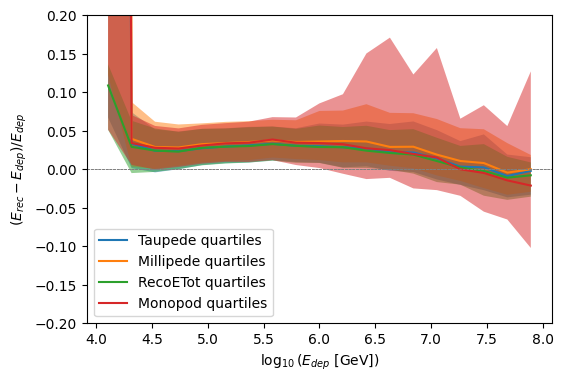 0.20
0.15
0.10
0.05
0.00
−0.05
−0.10
−0.15
−0.20
(E_rec − E_dep)/E_dep
Taupede quartiles
Millipede quartiles
RecoETot quartiles
Monopod quartiles
4.0 4.5 5.0 5.5 6.0 6.5 7.0 7.5 8.0
log₁₀(E_dep [GeV])